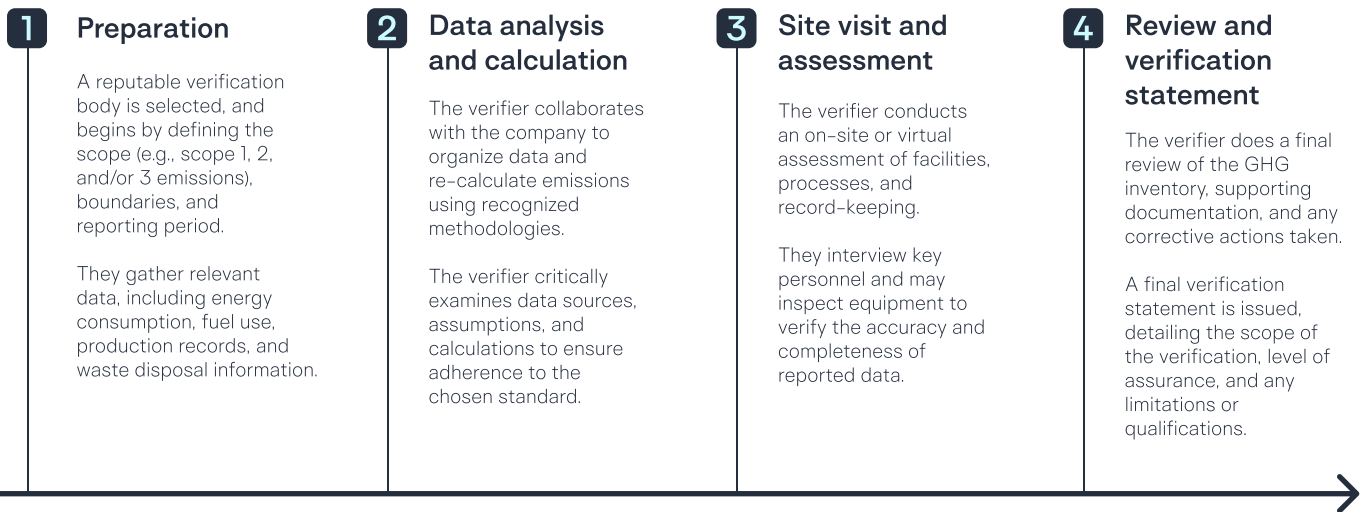 1
Preparation
A reputable verification
body is selected, and
begins by defining the
scope (e.g., scope 1, 2,
and/or 3 emissions),
boundaries, and
reporting period.
They gather relevant
data, including energy
consumption, fuel use,
production records, and
waste disposal information.
2
Data analysis
and calculation
The verifier collaborates
with the company to
organize data and
re-calculate emissions
using recognized
methodologies.
The verifier critically
examines data sources,
assumptions, and
calculations to ensure
adherence to the
chosen standard.
3
Site visit and
assessment
The verifier conducts
an on-site or virtual
assessment of facilities,
processes, and
record-keeping.
They interview key
personnel and may
inspect equipment to
verify the accuracy and
completeness of
reported data.
4
Review and
verification
statement
The verifier does a final
review of the GHG
inventory, supporting
documentation, and any
corrective actions taken.
A final verification
statement is issued,
detailing the scope of
the verification, level of
assurance, and any
limitations or
qualifications.